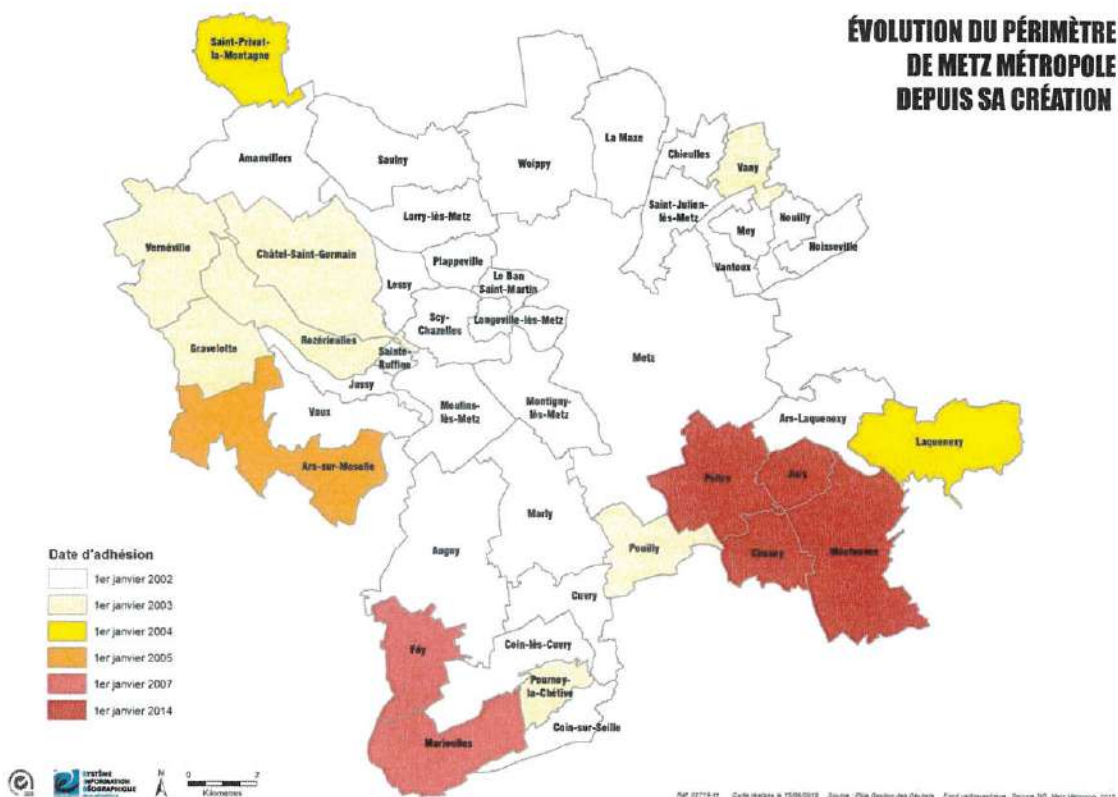 ÉVOLUTION DU PÉRIMÈTRE
DE METZ MÉTROPOLE
DEPUIS SA CRÉATION
Saint-Privat-
la-Montagne
Amanvillers
Saulny
Woippy
La Maxe
Chieulles
Vany
Saint-Julien-
lès-Metz
Mey
Nouilly
Noisseville
Vantoux
Lorry-lès-Metz
Vernéville
Châtel-Saint-Germain
Plappeville
Lessy
Le Ban
Saint-Martin
Scy-
Chazelles
Longeville-lès-Metz
Gravelotte
Rozérieulles
Sainte-
Ruffine
Metz
Jussy
Vaux
Moulins-
lès-Metz
Montigny-
lès-Metz
Ars-Laquenexy
Laquenexy
Ars-sur-Moselle
Peltre
Jury
Marly
Augny
Pouilly
Chesny
Mécleuves
Cuvry
Féy
Coin-lès-Cuvry
Pournoy-
la-Chétive
Coin-sur-Seille
Marieulles
Date d'adhésion
1er janvier 2002
1er janvier 2003
1er janvier 2004
1er janvier 2005
1er janvier 2007
1er janvier 2014
SYSTÈME
INFORMATION
GÉOGRAPHIQUE
N
0 2
Kilomètres